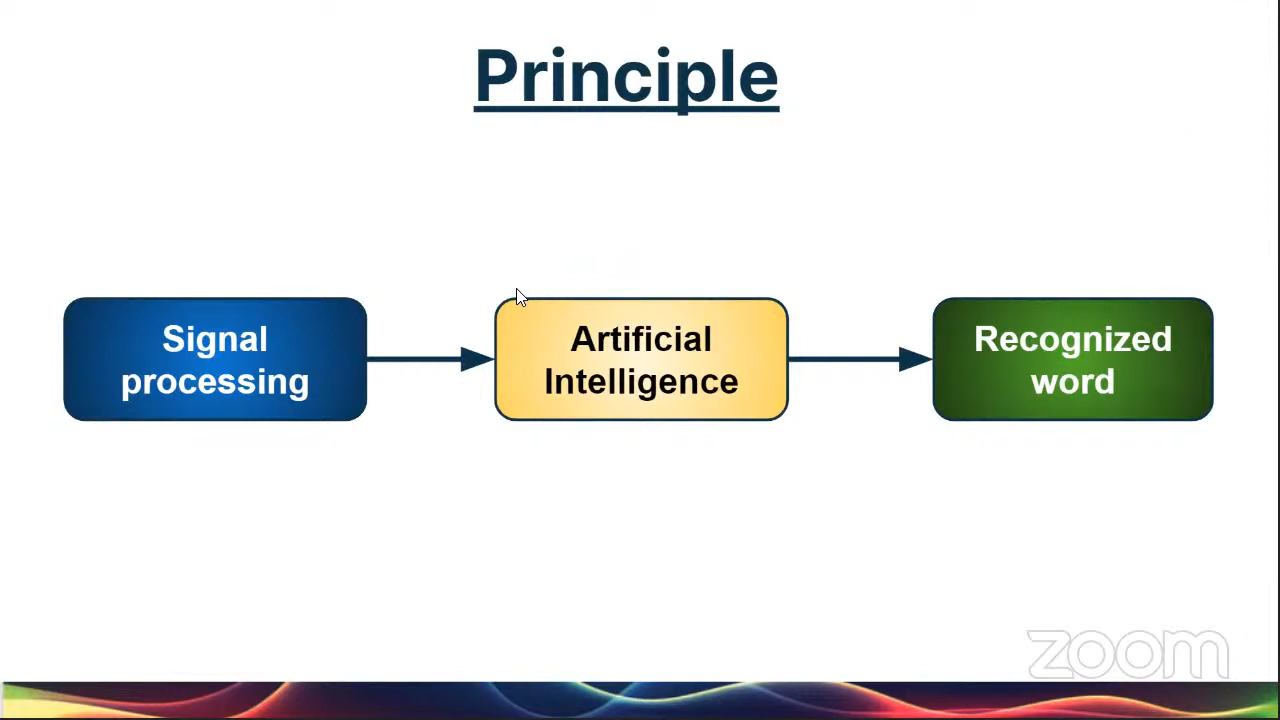 Principle
Signal
processing
Artificial
Intelligence
Recognized
word
zoom